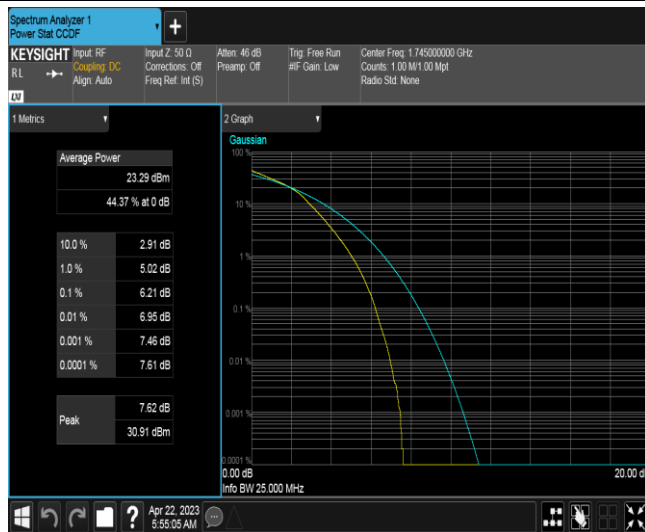 Spectrum Analyzer 1
Power Stat CCDF
+
KEYSIGHT
RL
LXI
Input: RF
Coupling: DC
Align: Auto
Input Z: 50 Ω
Corrections: Off
Freq Ref: Int (S)
Atten: 46 dB
Preamp: Off
Trig: Free Run
#IF Gain: Low
Center Freq: 1.745000000 GHz
Counts: 1.00 M/1.00 Mpt
Radio Std: None
1 Metrics
Average Power
23.29 dBm
44.37 % at 0 dB
10.0 % 2.91 dB
1.0 % 5.02 dB
0.1 % 6.21 dB
0.01 % 6.95 dB
0.001 % 7.46 dB
0.0001 % 7.61 dB
Peak
7.62 dB
30.91 dBm
2 Graph
Gaussian
100 %
10 %
1 %
0.1 %
0.01 %
0.001 %
0.0001 %
0.00 dB
20.00 d
Info BW 25.000 MHz
?
Apr 22, 2023
5:55:05 AM